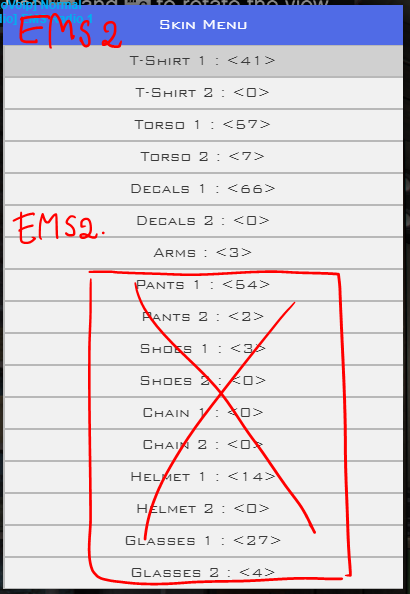 and to rotate the view
Normal
EMS 2
Skin Menu
T-Shirt 1 : <41>
T-Shirt 2 : <0>
Torso 1 : <57>
Torso 2 : <7>
Decals 1 : <66>
Decals 2 : <0>
EMS2.
Arms : <3>
Pants 1 : <54>
Pants 2 : <2>
Shoes 1 : <3>
Shoes 2 : <0>
Chain 1 : <0>
Chain 2 : <0>
Helmet 1 : <14>
Helmet 2 : <0>
Glasses 1 : <27>
Glasses 2 : <4>